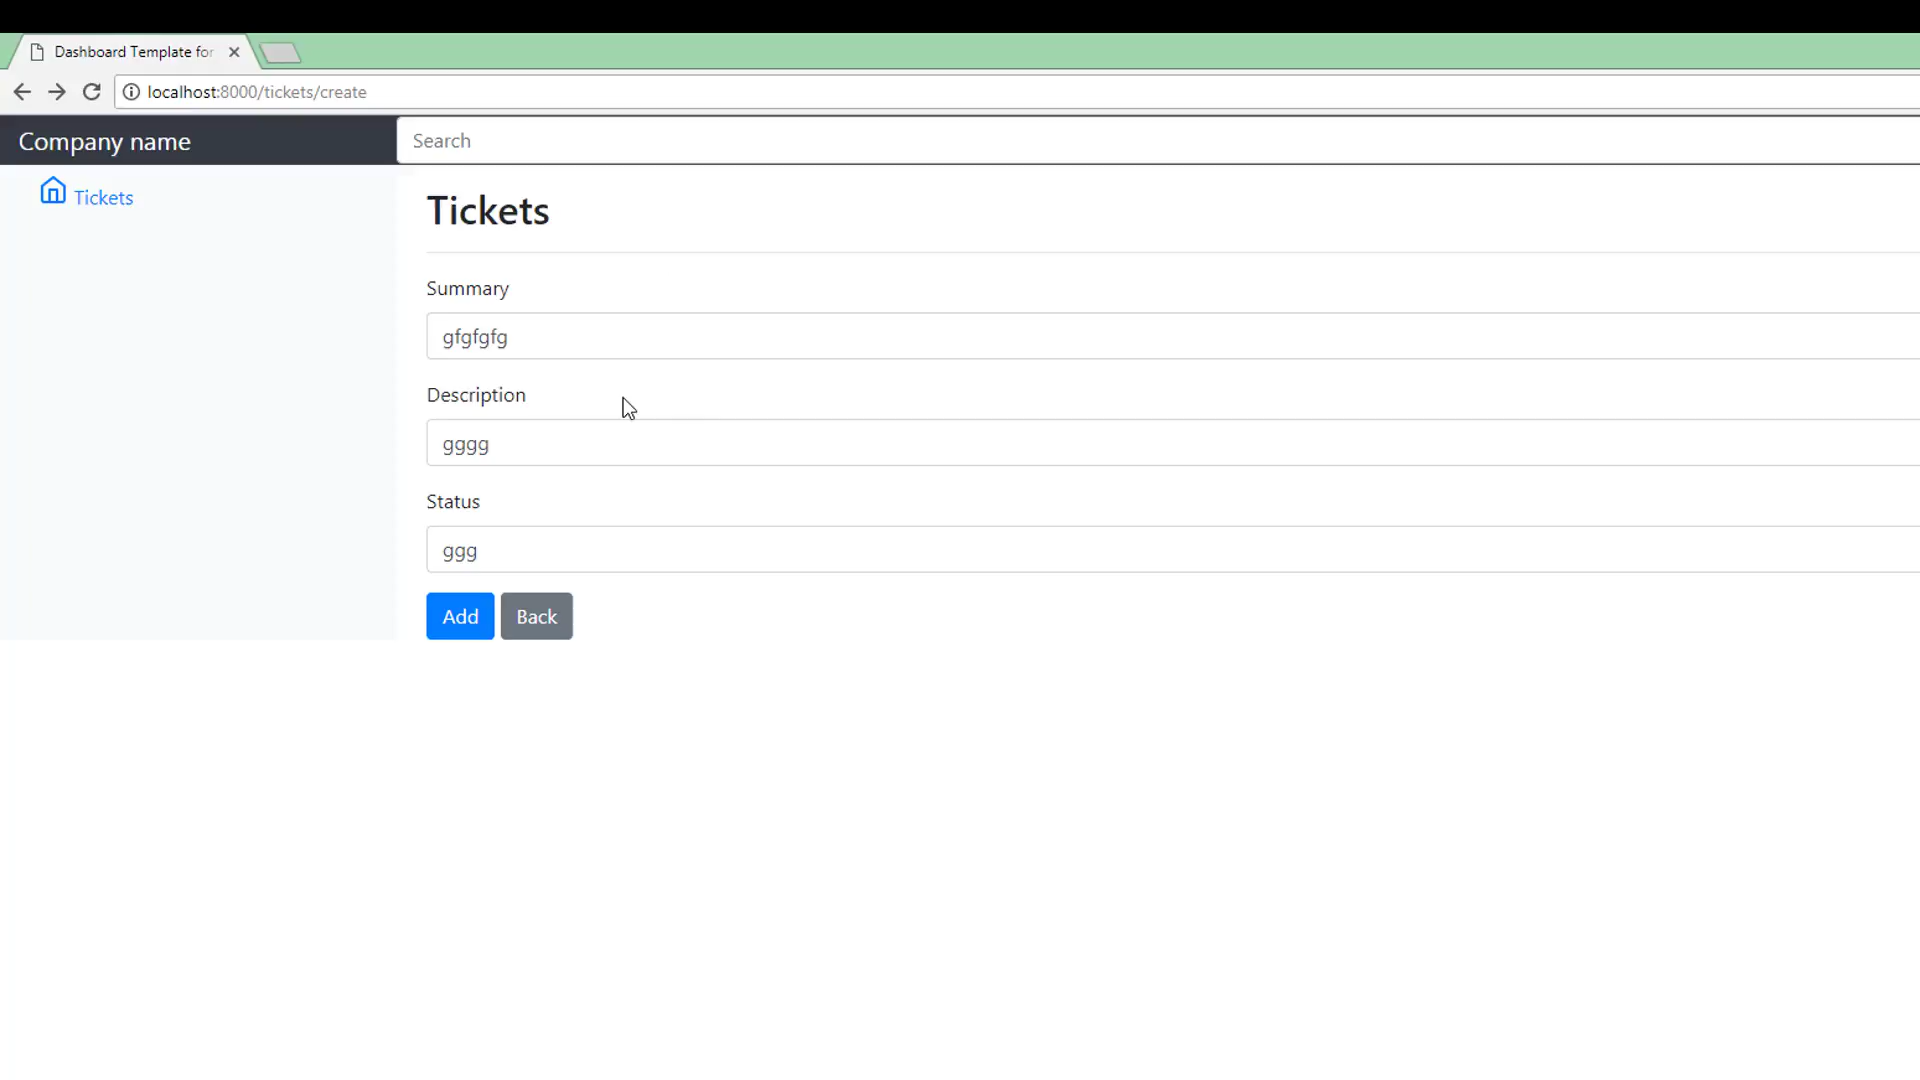 Dashboard Template for
localhost:8000/tickets/create
Company name
Search
Tickets
Tickets
Summary
gfgfgfg
Description
gggg
Status
ggg
Add Back